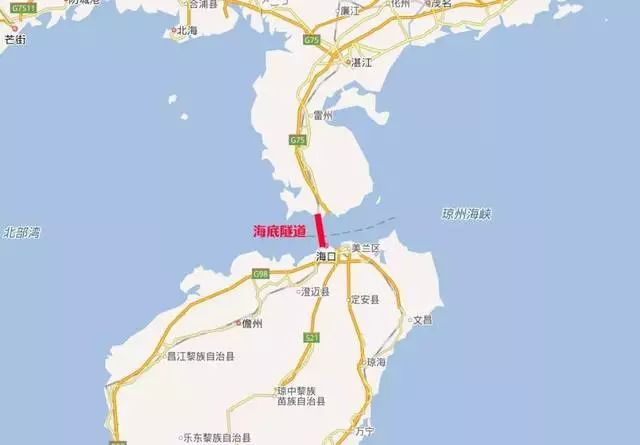 防城港
合浦县
廉江
化州
茂名
G7511
芒街
北海
G75
湛江
雷州
G75
琼州海峡
北部湾
海底隧道
美兰区
海口
G98
澄迈县
定安县
文昌
儋州
S21
昌江黎族自治县
琼海
琼中黎族
苗族自治县
乐东黎族自治县
万宁